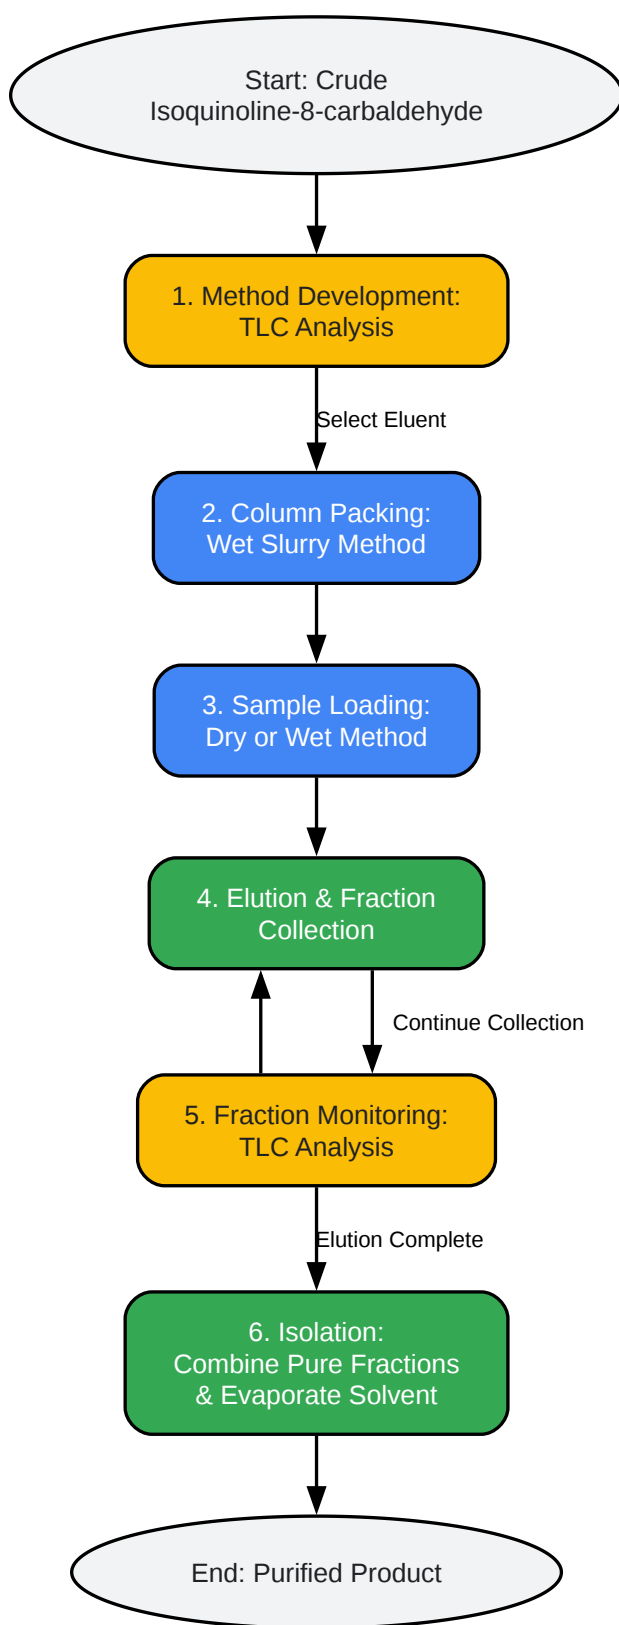 Start: Crude
Isoquinoline-8-carbaldehyde
1. Method Development:
TLC Analysis
Select Eluent
2. Column Packing:
Wet Slurry Method
3. Sample Loading:
Dry or Wet Method
4. Elution & Fraction
Collection
Continue Collection
5. Fraction Monitoring:
TLC Analysis
Elution Complete
6. Isolation:
Combine Pure Fractions
& Evaporate Solvent
End: Purified Product